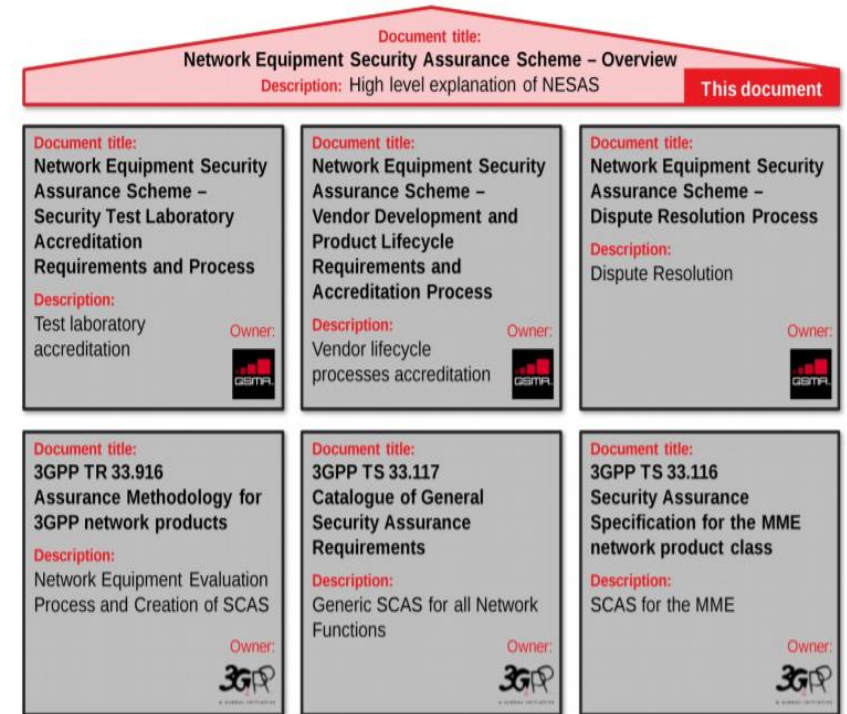 Document title:
Network Equipment Security Assurance Scheme – Overview
Description: High level explanation of NESAS
This document
Document title:
Network Equipment Security
Assurance Scheme –
Security Test Laboratory
Accreditation
Requirements and Process
Description:
Test laboratory
accreditation
Owner:
GSMA
Document title:
Network Equipment Security
Assurance Scheme –
Vendor Development and
Product Lifecycle
Requirements and
Accreditation Process
Description:
Vendor lifecycle
processes accreditation
Owner:
GSMA
Document title:
Network Equipment Security
Assurance Scheme –
Dispute Resolution Process
Description:
Dispute Resolution
Owner:
GSMA
Document title:
3GPP TR 33.916
Assurance Methodology for
3GPP network products
Description:
Network Equipment Evaluation
Process and Creation of SCAS
Owner:
3GPP
A GLOBAL INITIATIVE
Document title:
3GPP TS 33.117
Catalogue of General
Security Assurance
Requirements
Description:
Generic SCAS for all Network
Functions
Owner:
3GPP
A GLOBAL INITIATIVE
Document title:
3GPP TS 33.116
Security Assurance
Specification for the MME
network product class
Description:
SCAS for the MME
Owner:
3GPP
A GLOBAL INITIATIVE